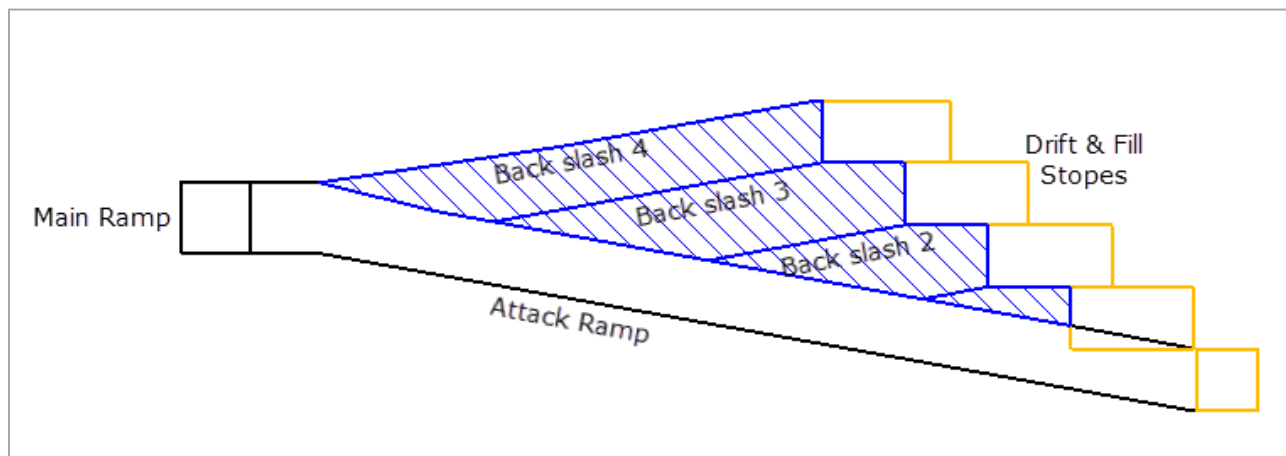 Back slash 4
Drift & Fill
Stopes
Back slash 3
Main Ramp
Back slash 2
Attack Ramp